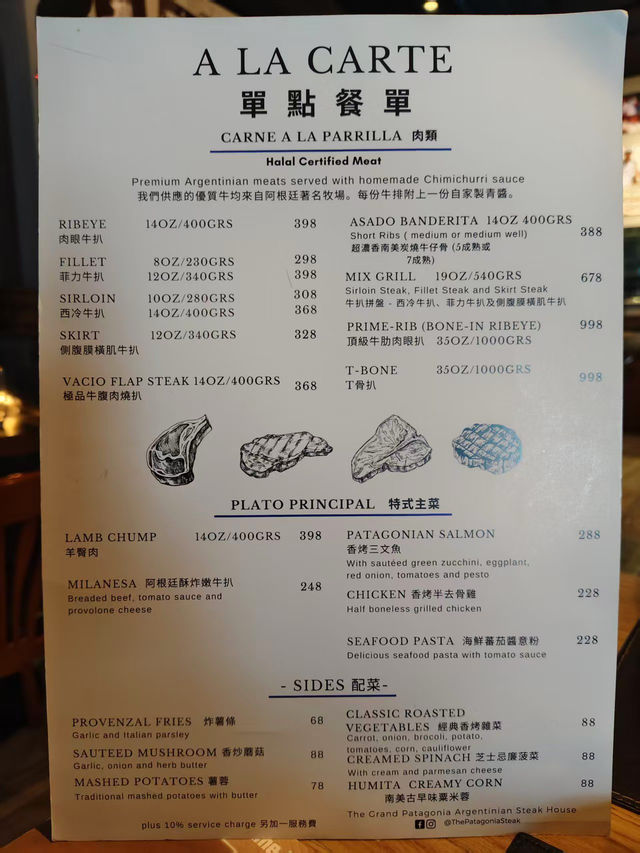 A LA CARTE
單點餐單
CARNE A LA PARRILLA 肉類
Halal Certified Meat
Premium Argentinian meats served with homemade Chimichurri sauce
我們供應的優質牛均來自阿根廷著名牧場。每份牛排附上一份自家製青醬。
RIBEYE 14OZ/400GRS 398
肉眼牛扒
FILLET 8OZ/230GRS 298
菲力牛扒 12OZ/340GRS 398
SIRLOIN 10OZ/280GRS 308
西冷牛扒 14OZ/400GRS 368
SKIRT 12OZ/340GRS 328
側腹膜橫肌牛扒
VACIO FLAP STEAK 14OZ/400GRS 368
極品牛腹肉燒扒
ASADO BANDERITA 14OZ 400GRS 388
Short Ribs ( medium or medium well)
超濃香南美炭燒牛仔骨 (5成熟或
7成熟)
MIX GRILL 19OZ/540GRS 678
Sirloin Steak, Fillet Steak and Skirt Steak
牛扒拼盤 - 西冷牛扒、菲力牛扒及側腹膜橫肌牛扒
PRIME-RIB (BONE-IN RIBEYE) 998
頂級牛肋肉眼扒 35OZ/1000GRS
T-BONE 35OZ/1000GRS 998
T骨扒
PLATO PRINCIPAL 特式主菜
LAMB CHUMP 14OZ/400GRS 398
羊臀肉
MILANESA 阿根廷酥炸嫩牛扒 248
Breaded beef, tomato sauce and
provolone cheese
PATAGONIAN SALMON 288
香烤三文魚
With sautéed green zucchini, eggplant,
red onion, tomatoes and pesto
CHICKEN 香烤半去骨雞 228
Half boneless grilled chicken
SEAFOOD PASTA 海鮮蕃茄醬意粉 228
Delicious seafood pasta with tomato sauce
- SIDES 配菜-
PROVENZAL FRIES 炸薯條 68
Garlic and Italian parsley
SAUTEED MUSHROOM 香炒蘑菇 88
Garlic, onion and herb butter
MASHED POTATOES 薯蓉 78
Traditional mashed potatoes with butter
CLASSIC ROASTED
VEGETABLES 經典香烤雜菜 88
Carrot, onion, brocoli, potato,
tomatoes, corn, cauliflower
CREAMED SPINACH 芝士忌廉菠菜 88
With cream and parmesan cheese
HUMITA CREAMY CORN 88
南美古早味粟米蓉
The Grand Patagonia Argentinian Steak House
plus 10% service charge 另加一服務費
@ThePatagoniaSteak